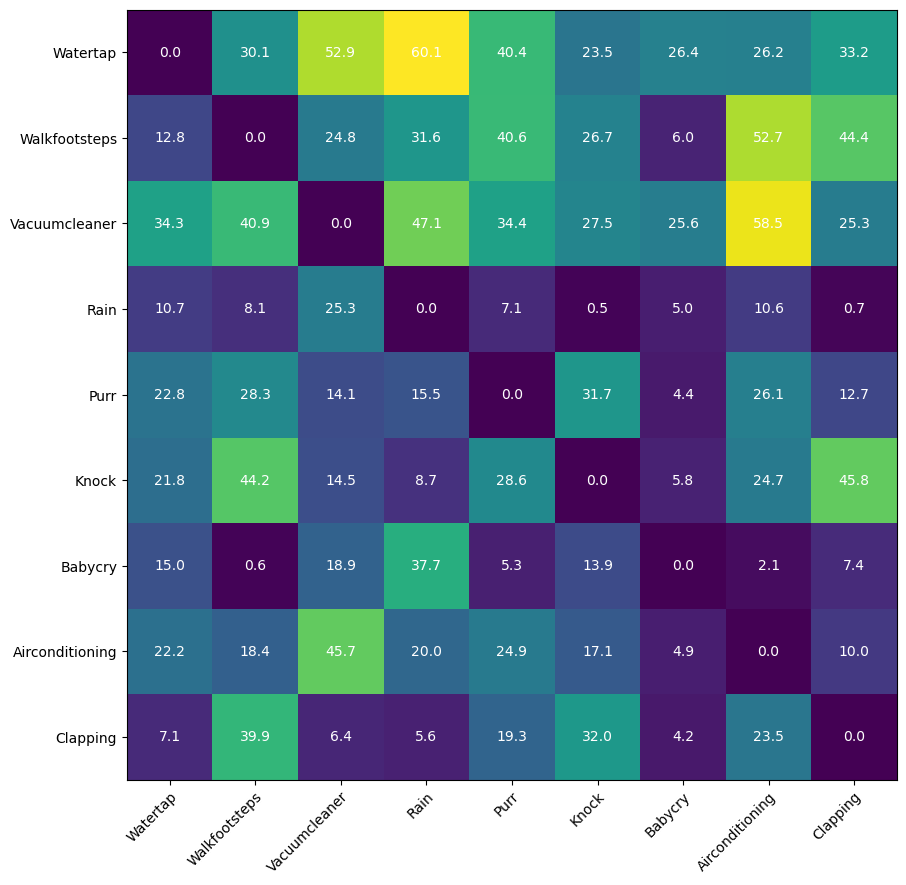 Watertap 0.0 30.1 52.9 60.1 40.4 23.5 26.4 26.2 33.2
Walkfootsteps 12.8 0.0 24.8 31.6 40.6 26.7 6.0 52.7 44.4
Vacuumcleaner 34.3 40.9 0.0 47.1 34.4 27.5 25.6 58.5 25.3
Rain 10.7 8.1 25.3 0.0 7.1 0.5 5.0 10.6 0.7
Purr 22.8 28.3 14.1 15.5 0.0 31.7 4.4 26.1 12.7
Knock 21.8 44.2 14.5 8.7 28.6 0.0 5.8 24.7 45.8
Babycry 15.0 0.6 18.9 37.7 5.3 13.9 0.0 2.1 7.4
Airconditioning 22.2 18.4 45.7 20.0 24.9 17.1 4.9 0.0 10.0
Clapping 7.1 39.9 6.4 5.6 19.3 32.0 4.2 23.5 0.0
Watertap Walkfootsteps Vacuumcleaner Rain Purr Knock Babycry Airconditioning Clapping